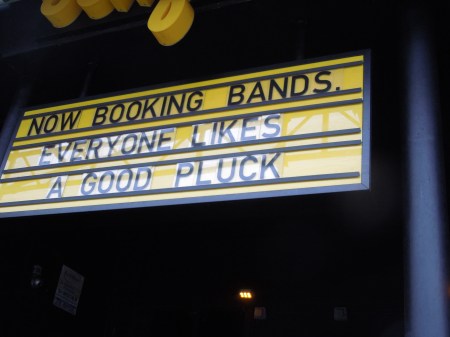 NOW BOOKING BANDS.
EVERYONE LIKES
A GOOD PLUCK